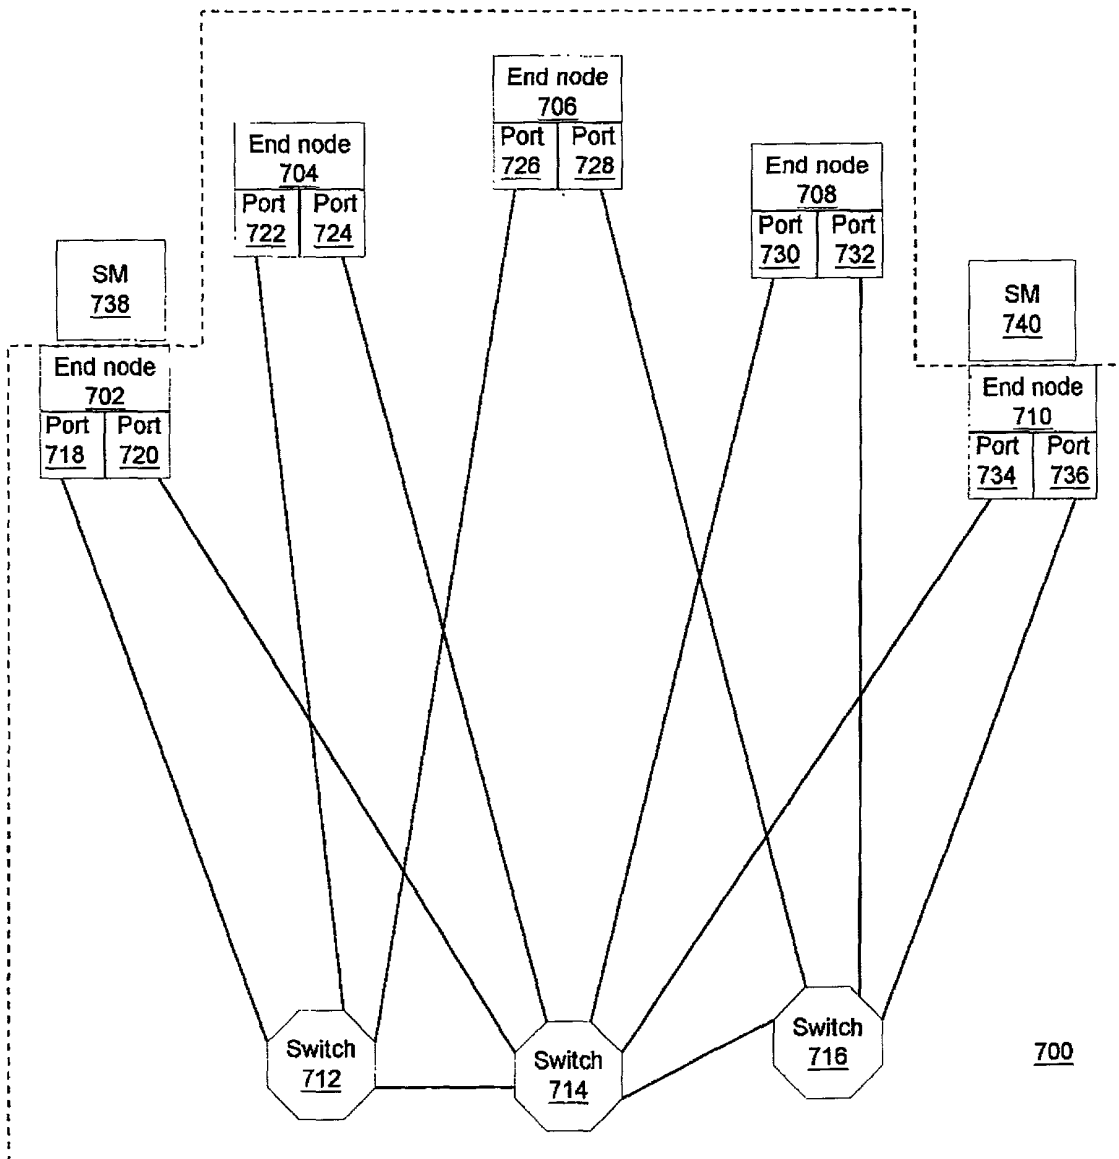 End node
706
Port
726
Port
728
End node
704
Port
722
Port
724
End node
708
Port
730
Port
732
SM
738
SM
740
End node
702
Port
718
Port
720
End node
710
Port
734
Port
736
Switch
712
Switch
714
Switch
716
700